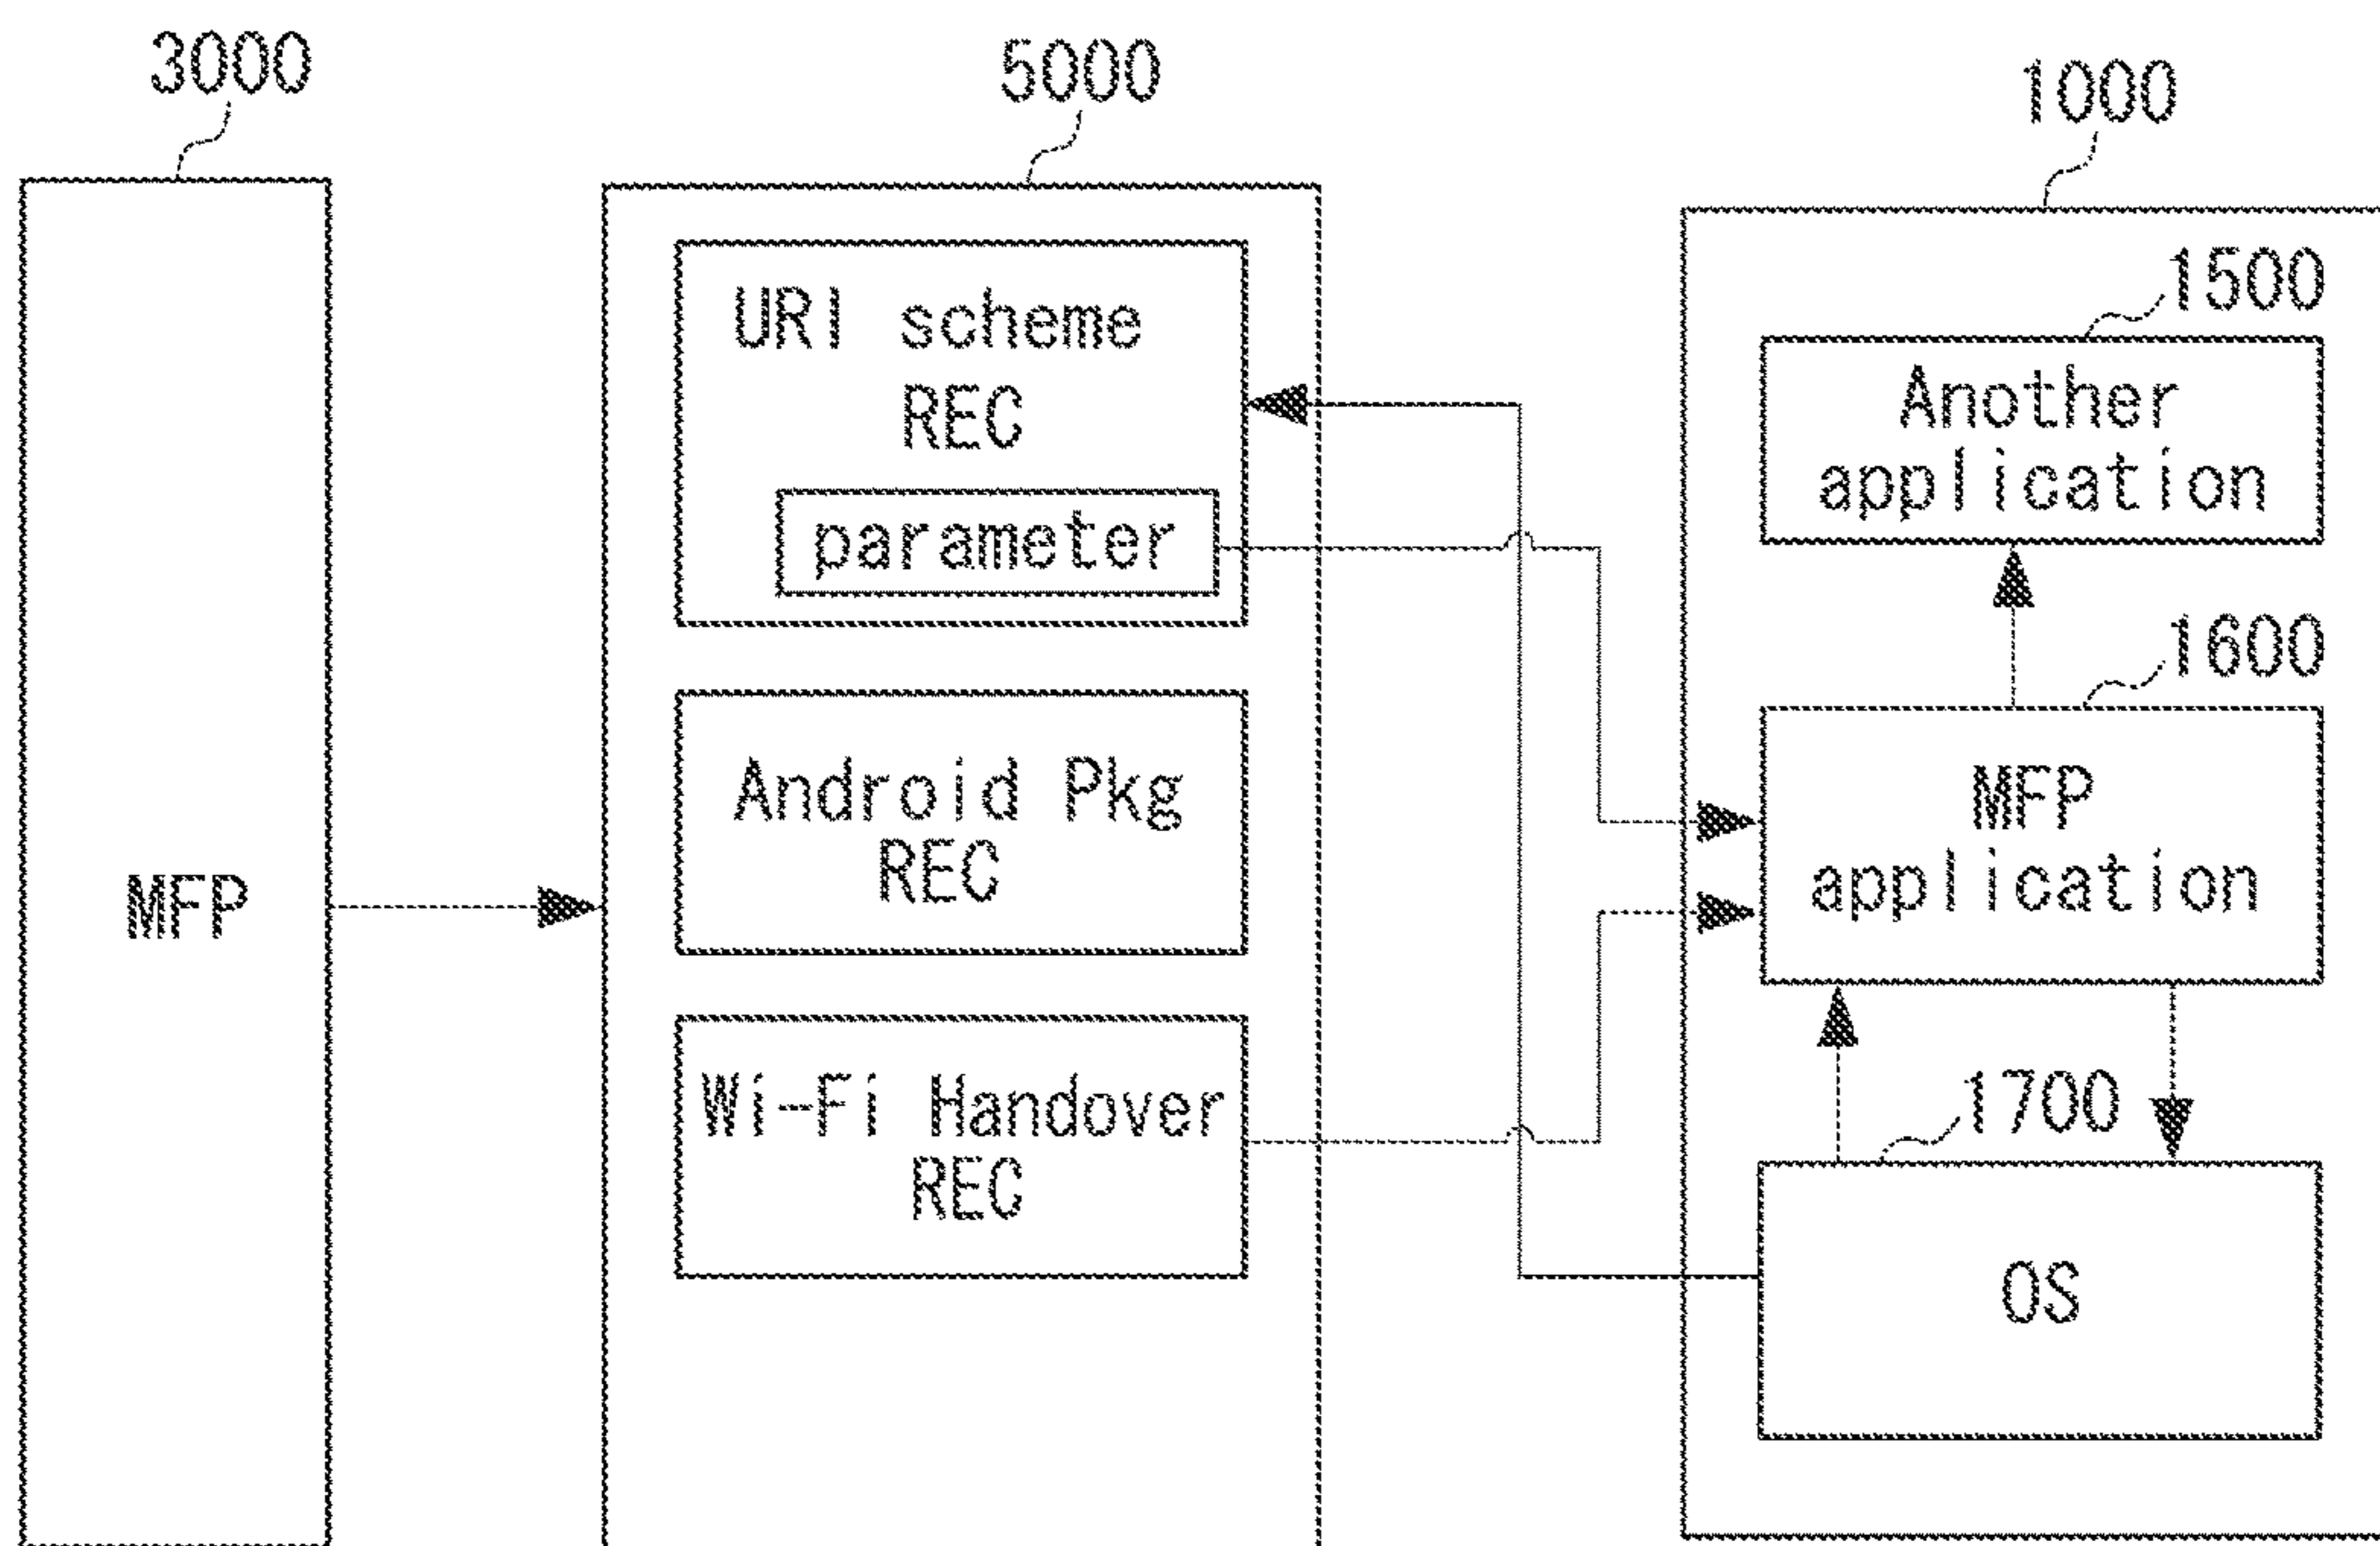 3000
5000
1000
MFP
URI scheme
REC
parameter
Android Pkg
REC
Wi-Fi Handover
REC
1500
Another
application
1600
MFP
application
1700
OS